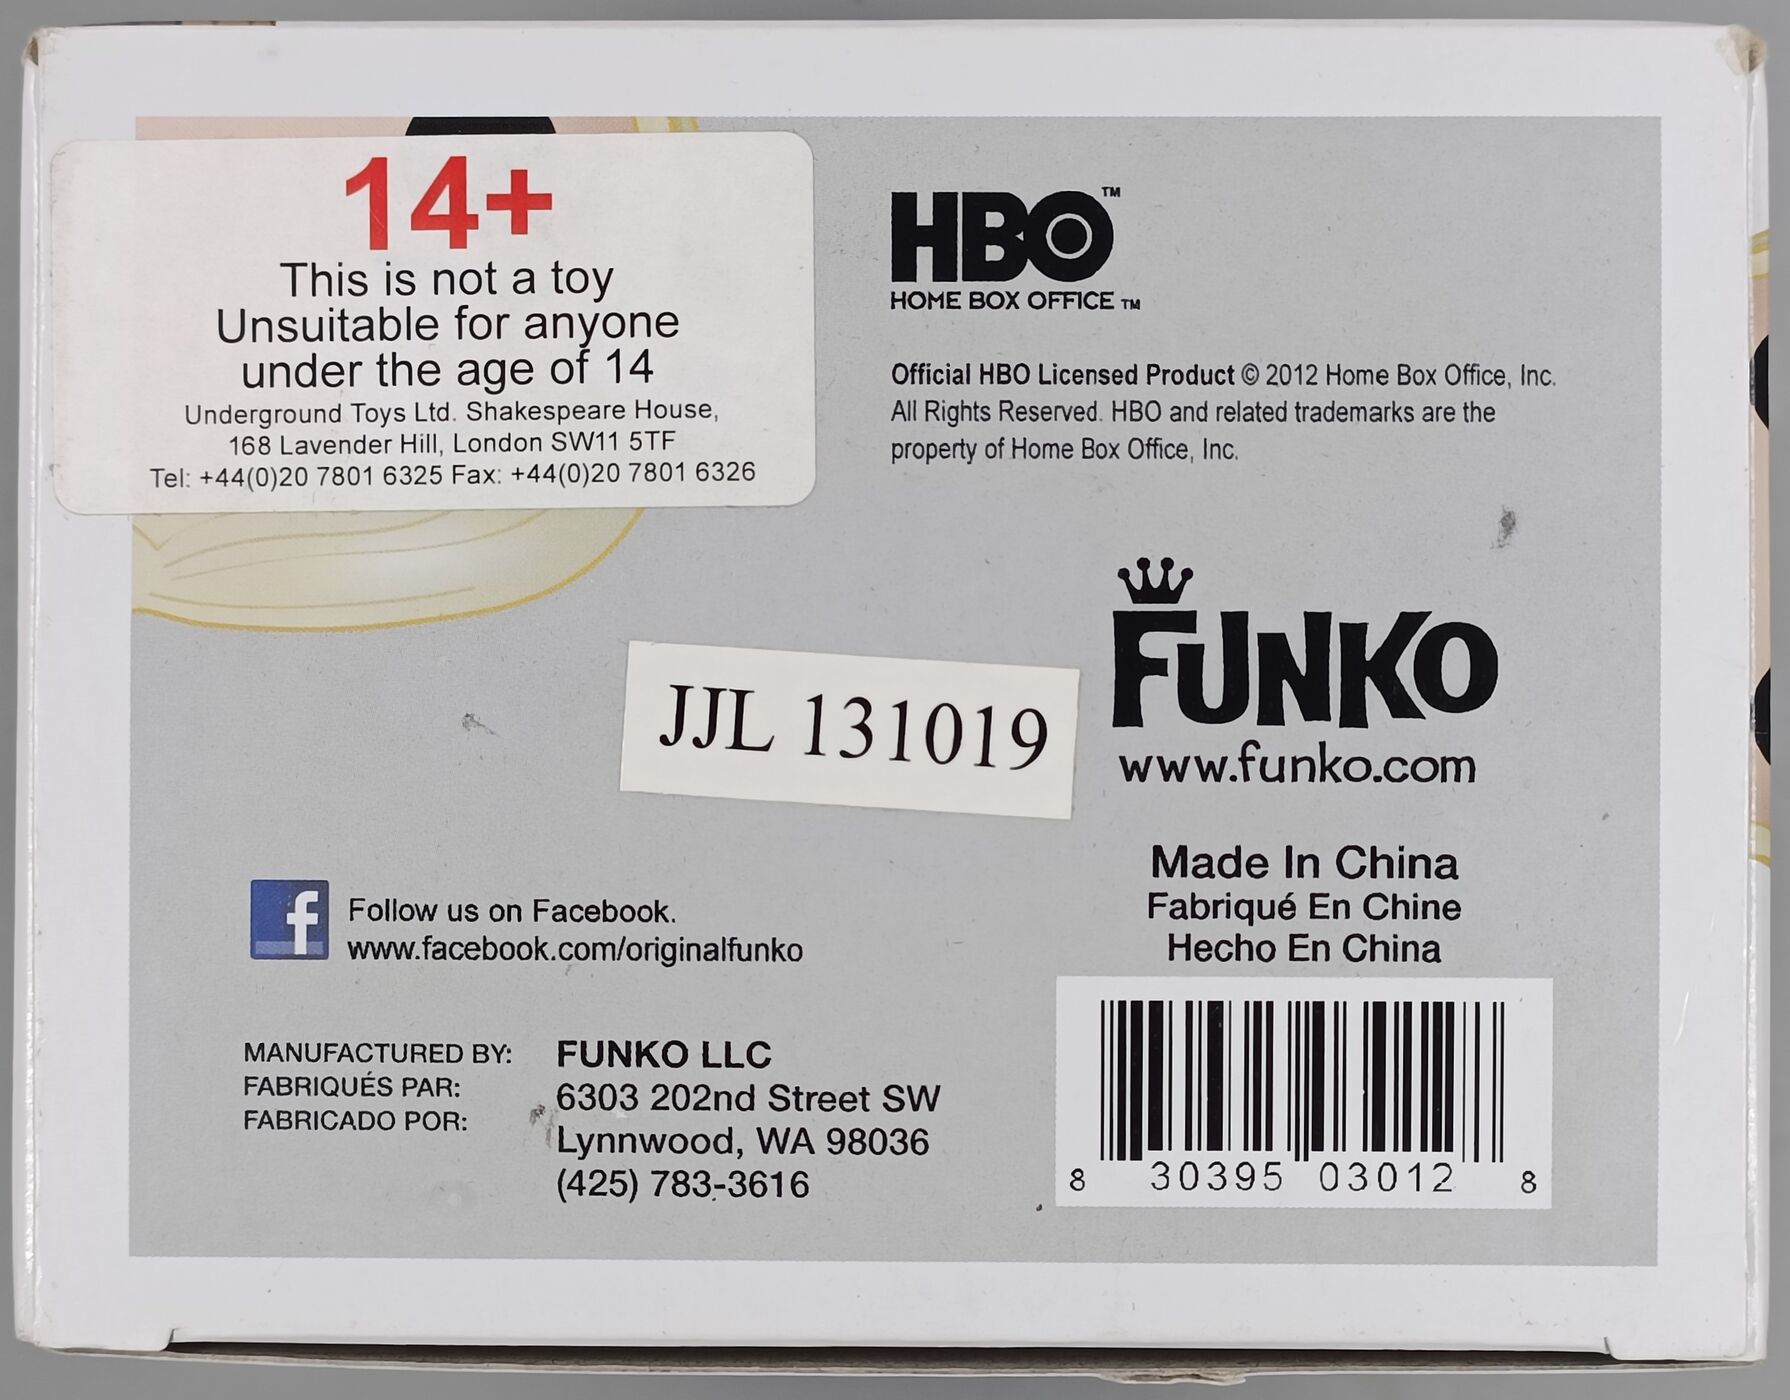 14+
This is not a toy
Unsuitable for anyone
under the age of 14
Underground Toys Ltd. Shakespeare House,
168 Lavender Hill, London SW11 5TF
Tel: +44(0)20 7801 6325 Fax: +44(0)20 7801 6326
HBO™
HOME BOX OFFICE TM
Official HBO Licensed Product © 2012 Home Box Office, Inc.
All Rights Reserved. HBO and related trademarks are the
property of Home Box Office, Inc.
FUNKO
www.funko.com
JJL 131019
Made In China
Fabriqué En Chine
Hecho En China
f
Follow us on Facebook.
www.facebook.com/originalfunko
MANUFACTURED BY:
FABRIQUÉS PAR:
FABRICADO POR:
FUNKO LLC
6303 202nd Street SW
Lynnwood, WA 98036
(425) 783-3616
8 30395 03012 8